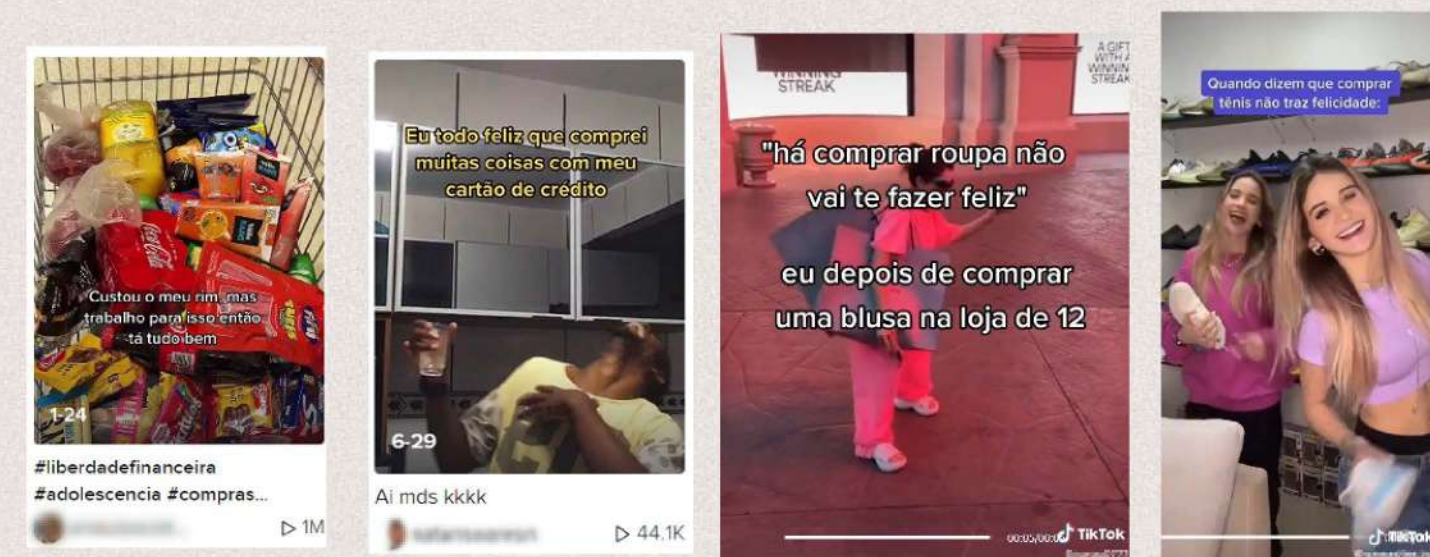 Coca-Cola
Custou o meu rim, mas
trabalho para isso então
tá tudo bem
1-24
#liberdadefinanceira
#adolescencia #compras...
1M
Eu todo feliz que comprei
muitas coisas com meu
cartão de crédito
6-29
Ai mds kkkk
44.1K
WINNING
STREAK
A GIFT
WITH A
WINNING
STREAK
"há comprar roupa não
vai te fazer feliz"
eu depois de comprar
uma blusa na loja de 12
TikTok
Quando dizem que comprar
tênis não traz felicidade:
TikTok